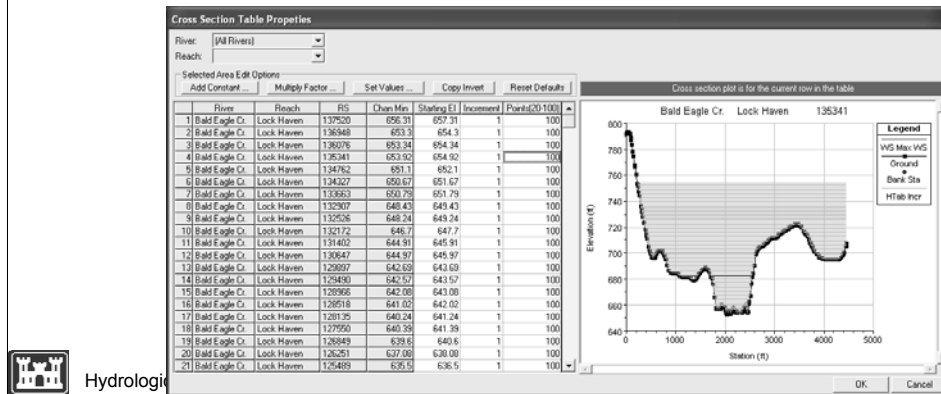 Cross Section Table Propeties
River: (All Rivers)
Reach:
Selected Area Edit Options
Add Constant ... Multiply Factor ... Set Values ... Copy Invert Reset Defaults
Cross section plot is for the current row in the table
River Reach RS Chan Min Starting El Increment Points(20-100)
1 Bald Eagle Cr. Lock Haven 137520 656.31 657.31 1 100
2 Bald Eagle Cr. Lock Haven 136948 653.3 654.3 1 100
3 Bald Eagle Cr. Lock Haven 136076 653.34 654.34 1 100
4 Bald Eagle Cr. Lock Haven 135341 653.92 654.92 1 100
5 Bald Eagle Cr. Lock Haven 134762 651.1 652.1 1 100
6 Bald Eagle Cr. Lock Haven 134327 650.67 651.67 1 100
7 Bald Eagle Cr. Lock Haven 133663 650.79 651.79 1 100
8 Bald Eagle Cr. Lock Haven 132907 648.43 649.43 1 100
9 Bald Eagle Cr. Lock Haven 132526 648.24 649.24 1 100
10 Bald Eagle Cr. Lock Haven 132172 646.7 647.7 1 100
11 Bald Eagle Cr. Lock Haven 131402 644.91 645.91 1 100
12 Bald Eagle Cr. Lock Haven 130647 644.97 645.97 1 100
13 Bald Eagle Cr. Lock Haven 129897 642.69 643.69 1 100
14 Bald Eagle Cr. Lock Haven 129490 642.57 643.57 1 100
15 Bald Eagle Cr. Lock Haven 128966 642.08 643.08 1 100
16 Bald Eagle Cr. Lock Haven 128518 641.02 642.02 1 100
17 Bald Eagle Cr. Lock Haven 128135 640.24 641.24 1 100
18 Bald Eagle Cr. Lock Haven 127550 640.39 641.39 1 100
19 Bald Eagle Cr. Lock Haven 126849 639.6 640.6 1 100
20 Bald Eagle Cr. Lock Haven 126251 637.08 638.08 1 100
21 Bald Eagle Cr. Lock Haven 125489 635.5 636.5 1 100
Bald Eagle Cr. Lock Haven 135341
Elevation (ft)
800
780
760
740
720
700
680
660
640
0 1000 2000 3000 4000 5000
Station (ft)
Legend
WS Max WS
Ground
Bank Sta
HTab Incr
OK Cancel
Hydrologic